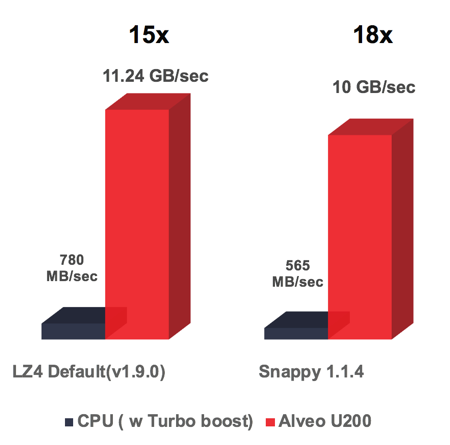 15x
18x
11.24 GB/sec
10 GB/sec
780
MB/sec
565
MB/sec
LZ4 Default(v1.9.0)
Snappy 1.1.4
CPU ( w Turbo boost)
Alveo U200